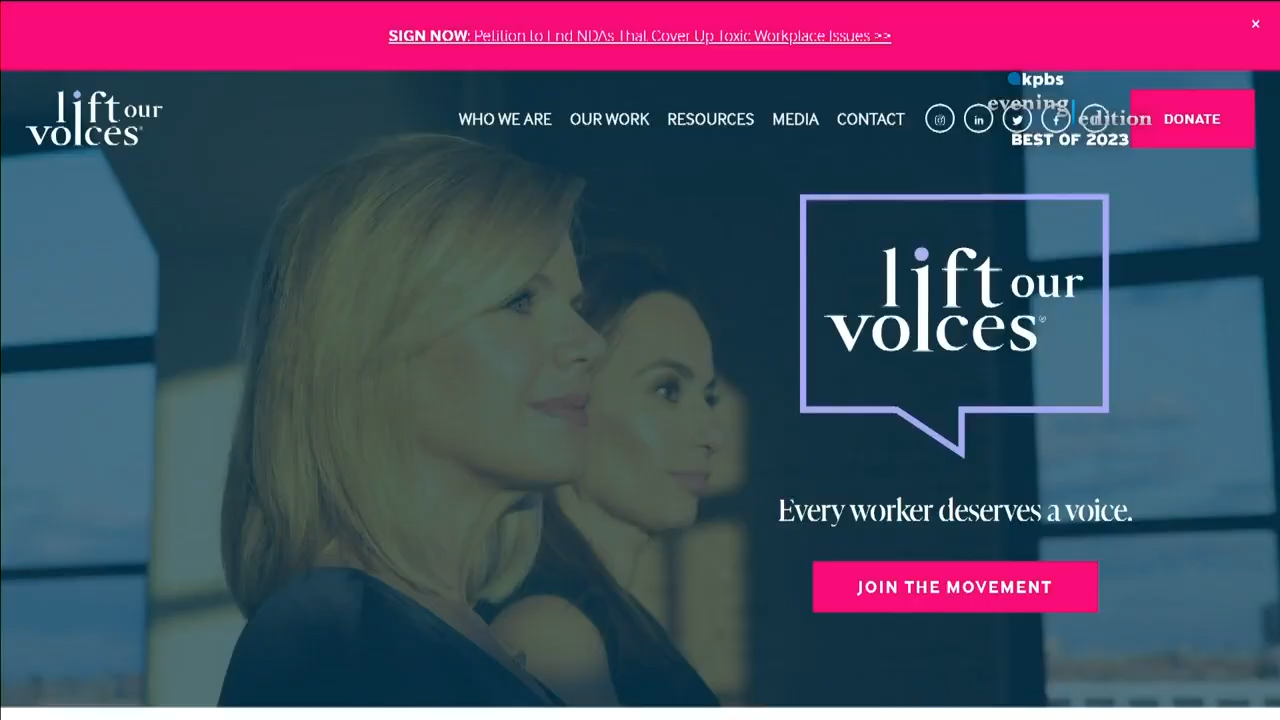 SIGN NOW: Petition to End NDAs That Cover Up Toxic Workplace Issues >>
×
kpbs
evening edition
BEST OF 2023
lift our
voices
WHO WE ARE
OUR WORK
RESOURCES
MEDIA
CONTACT
DONATE
lift our
voices®
Every worker deserves a voice.
JOIN THE MOVEMENT